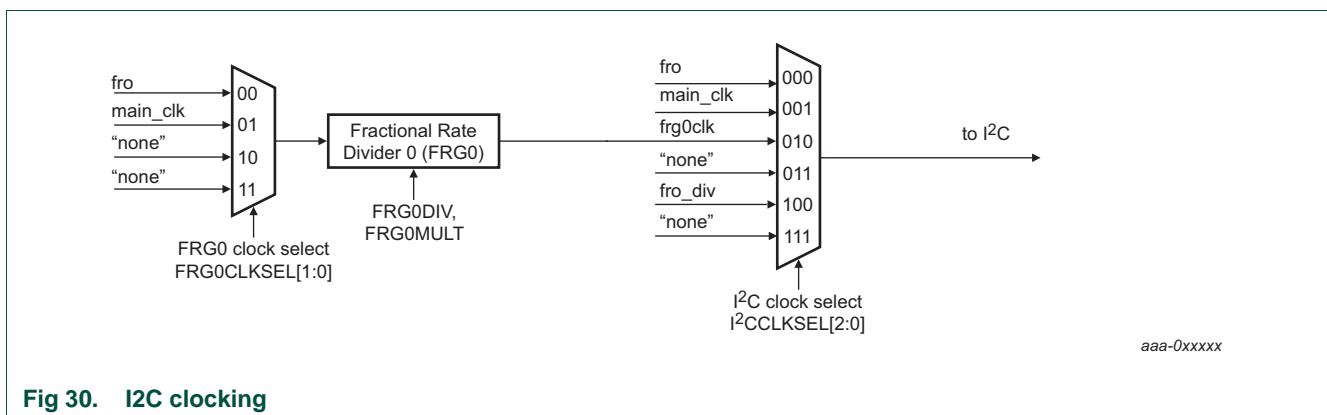 fro
main_clk
“none”
“none”
00
01
10
11
FRG0 clock select
FRG0CLKSEL[1:0]
Fractional Rate
Divider 0 (FRG0)
FRG0DIV,
FRG0MULT
fro
main_clk
frg0clk
“none”
fro_div
“none”
000
001
010
011
100
111
I2C clock select
I2CCLKSEL[2:0]
to I2C
aaa-0xxxxx
Fig 30. I2C clocking